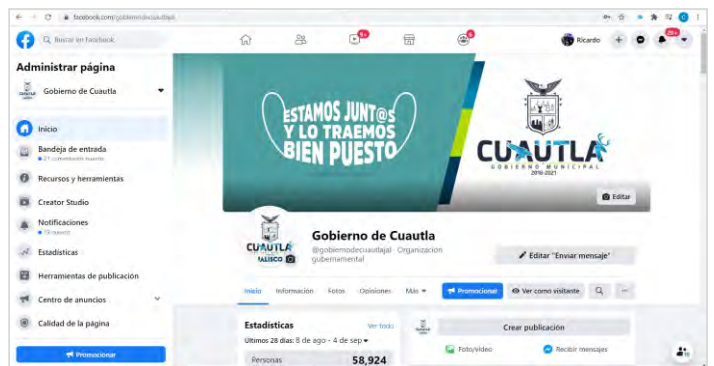 facebook.com/gobiernodecuautlajal
Buscar en Facebook
9+
6
Ricardo
20+
Administrar página
Gobierno de Cuautla
Inicio
Bandeja de entrada
21 comentarios nuevos
Recursos y herramientas
Creator Studio
Notificaciones
19 nuevos
Estadísticas
Herramientas de publicación
Centro de anuncios
Calidad de la página
Promocionar
ESTAMOS JUNT@S
Y LO TRAEMOS
BIEN PUESTO
CUAUTLA
GOBIERNO MUNICIPAL
2018-2021
Editar
CUAUTLA
JALISCO
Gobierno de Cuautla
@gobiernodecuautlajal · Organización
gubernamental
Editar "Enviar mensaje"
Inicio Información Fotos Opiniones Más Promocionar Ver como visitante
Estadísticas Ver todo
Últimos 28 días: 8 de ago - 4 de sep
Personas 58,924
Crear publicación
Foto/video Recibir mensajes